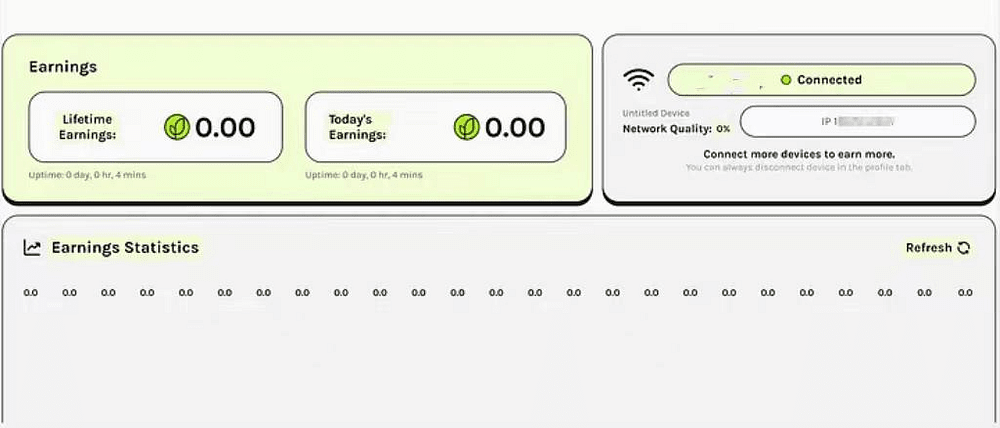 Earnings
Lifetime
Earnings:
0.00
Today's
Earnings:
0.00
Uptime: 0 day, 0 hr, 4 mins
Uptime: 0 day, 0 hr, 4 mins
Connected
Untitled Device
Network Quality: 0%
IP 1
Connect more devices to earn more.
You can always disconnect device in the profile tab.
Earnings Statistics
Refresh
0.0 0.0 0.0 0.0 0.0 0.0 0.0 0.0 0.0 0.0 0.0 0.0 0.0 0.0 0.0 0.0 0.0 0.0 0.0 0.0 0.0 0.0 0.0 0.0 0.0